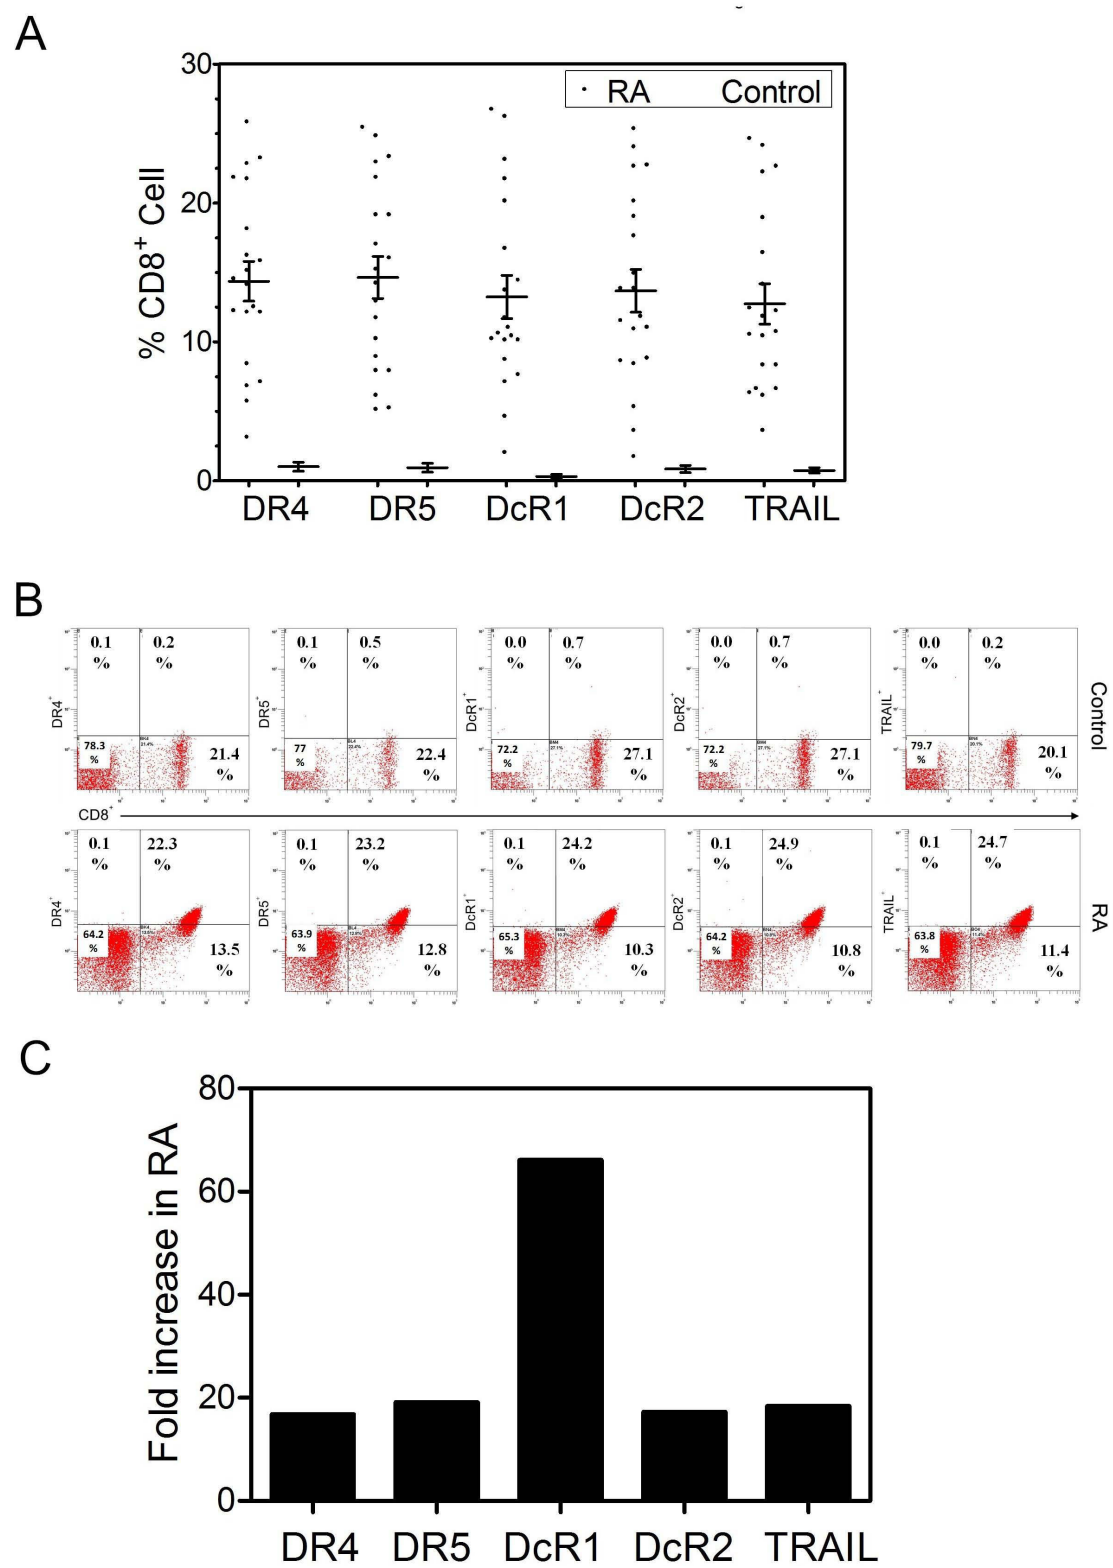 A
30
20
10
0
% CD8+ Cell
RA Control
DR4 DR5 DcR1 DcR2 TRAIL
B
0.1 % 0.2 % 0.1 % 0.5 % 0.0 % 0.7 % 0.0 % 0.7 % 0.0 % 0.2 %
DR4+ DR5+ DcR1+ DcR2+ TRAIL+
Control
78.3 % 21.4 % 77 % 22.4 % 72.2 % 27.1 % 72.2 % 27.1 % 79.7 % 20.1 %
CD8+
0.1 % 22.3 % 0.1 % 23.2 % 0.1 % 24.2 % 0.1 % 24.9 % 0.1 % 24.7 %
DR4+ DR5+ DcR1+ DcR2+ TRAIL+
RA
64.2 % 13.5 % 63.9 % 12.8 % 65.3 % 10.3 % 64.2 % 10.8 % 63.8 % 11.4 %
C
80
60
40
20
0
Fold increase in RA
DR4 DR5 DcR1 DcR2 TRAIL